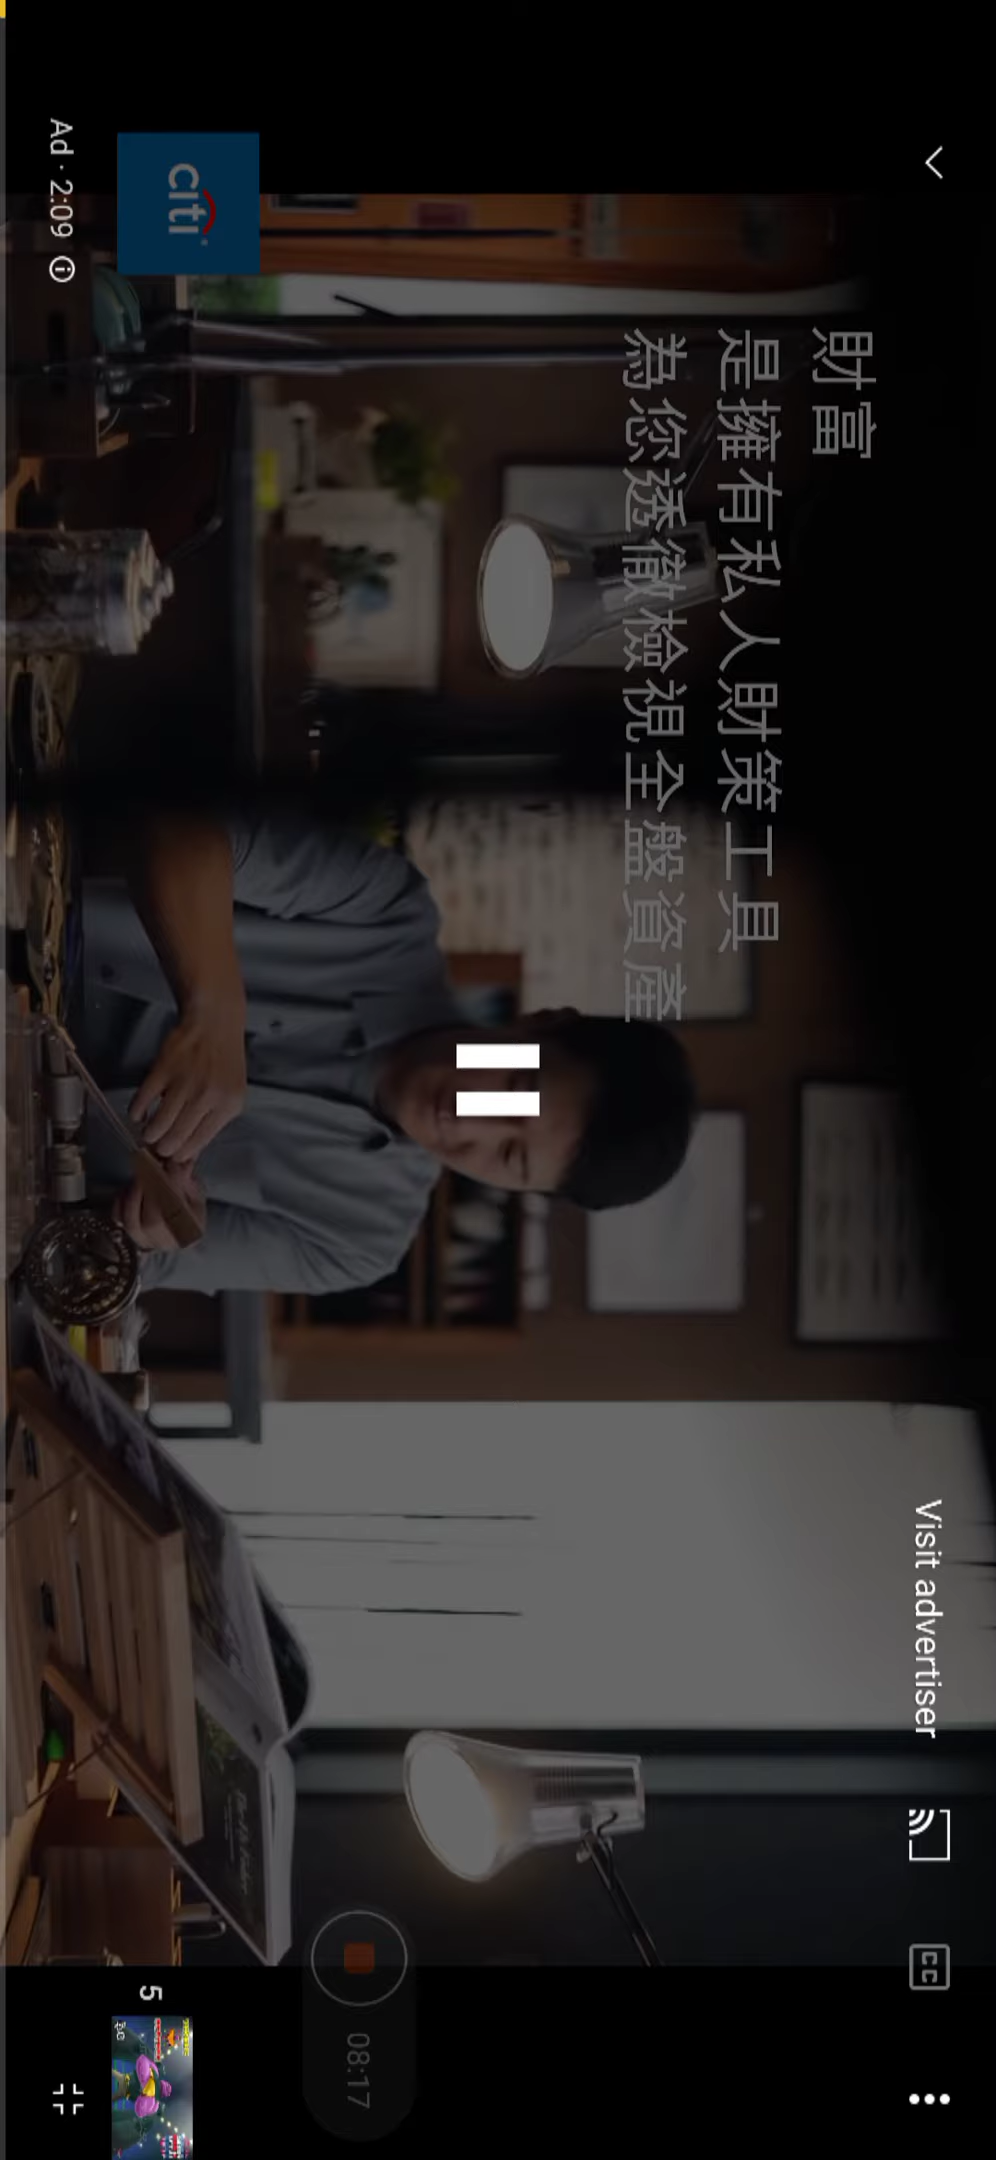 Visit advertiser
財富
是擁有私人財策工具
為您透徹檢視全盤資產
citi
Ad · 2:09
5
08:17
CC